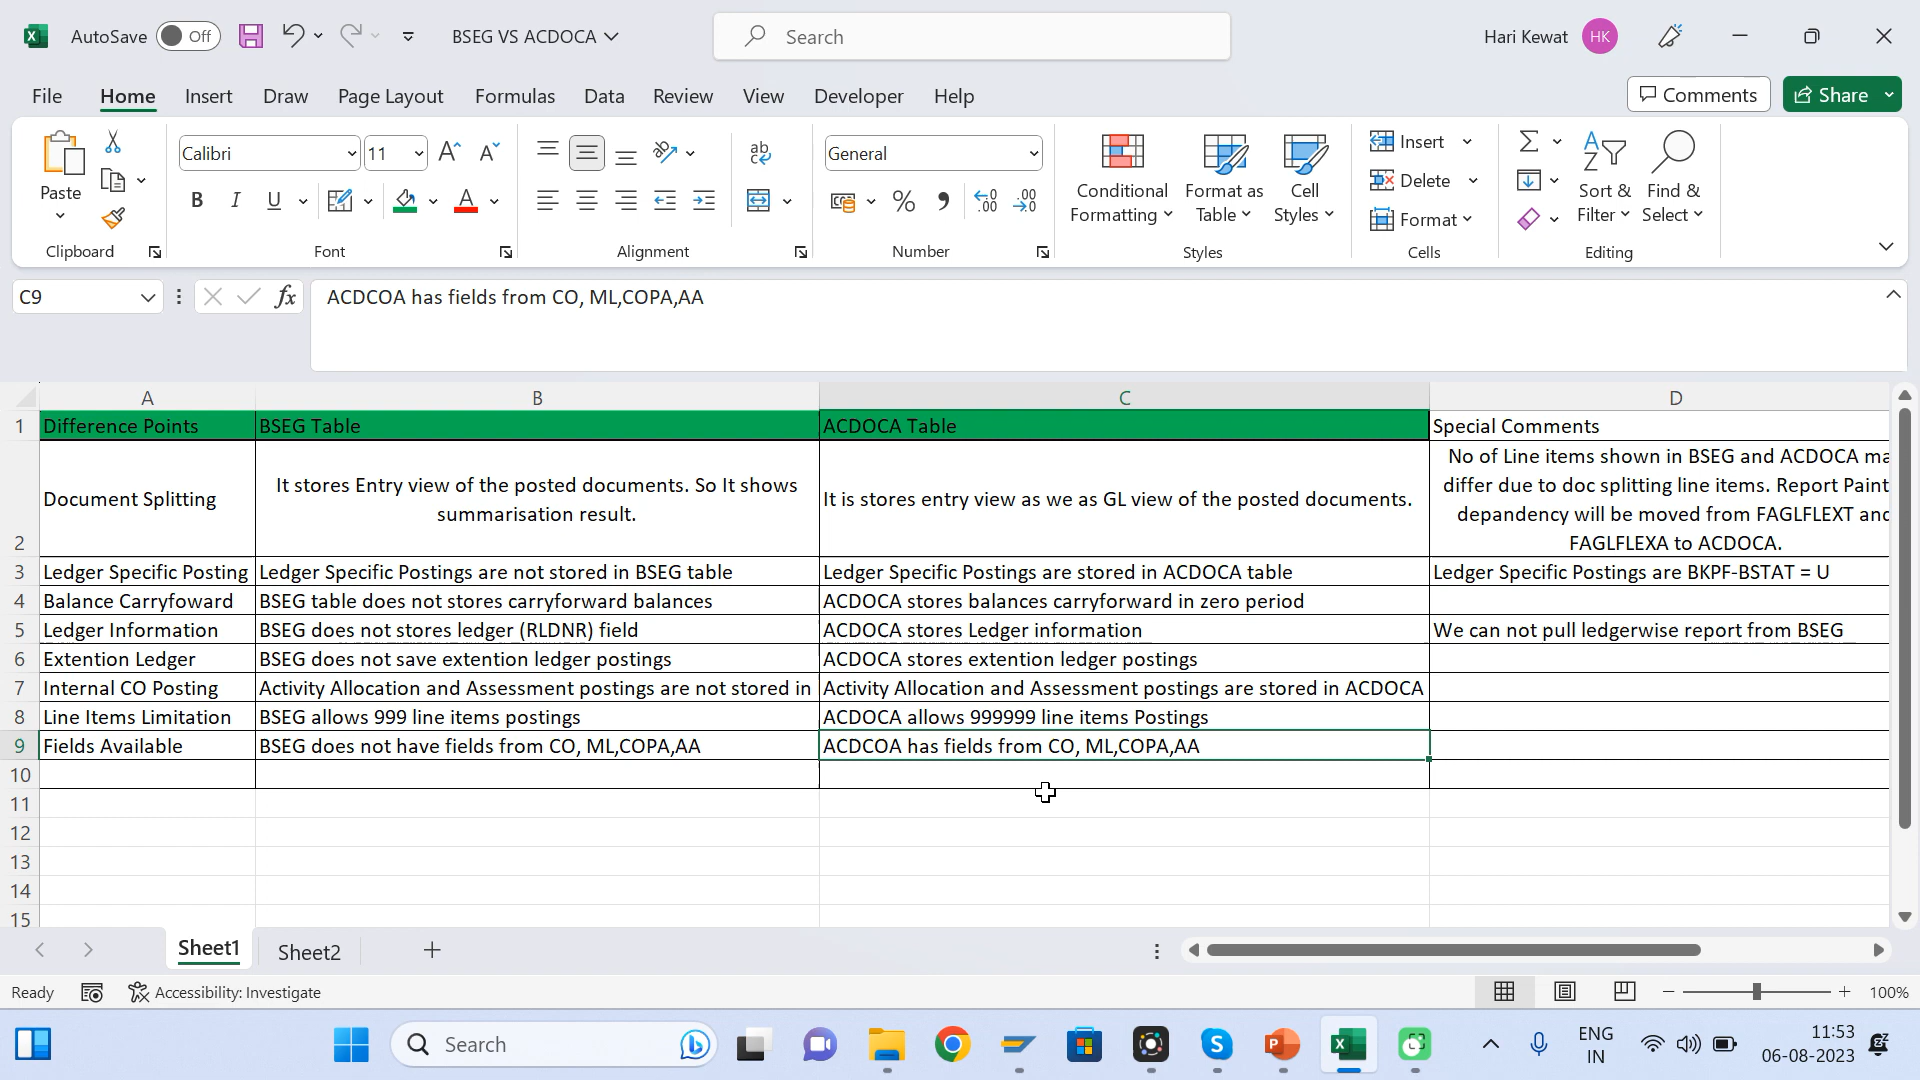 AutoSave Off BSEG VS ACDOCA Search Hari Kewat HK
File Home Insert Draw Page Layout Formulas Data Review View Developer Help Comments Share
Paste Calibri 11 General Conditional Formatting Format as Table Cell Styles Insert Delete Format Sort & Filter Find & Select
Clipboard Font Alignment Number Styles Cells Editing
C9 fx ACDCOA has fields from CO, ML,COPA,AA
A B C D
1 Difference Points BSEG Table ACDOCA Table Special Comments
2 Document Splitting
It stores Entry view of the posted documents. So It shows
summarisation result.
It is stores entry view as we as GL view of the posted documents.
No of Line items shown in BSEG and ACDOCA ma
differ due to doc splitting line items. Report Paint
depandency will be moved from FAGLFLEXT and
FAGLFLEXA to ACDOCA.
3 Ledger Specific Posting Ledger Specific Postings are not stored in BSEG table Ledger Specific Postings are stored in ACDOCA table Ledger Specific Postings are BKPF-BSTAT = U
4 Balance Carryfoward BSEG table does not stores carryforward balances ACDOCA stores balances carryforward in zero period
5 Ledger Information BSEG does not stores ledger (RLDNR) field ACDOCA stores Ledger information We can not pull ledgerwise report from BSEG
6 Extention Ledger BSEG does not save extention ledger postings ACDOCA stores extention ledger postings
7 Internal CO Posting Activity Allocation and Assessment postings are not stored in Activity Allocation and Assessment postings are stored in ACDOCA
8 Line Items Limitation BSEG allows 999 line items postings ACDOCA allows 999999 line items Postings
9 Fields Available BSEG does not have fields from CO, ML,COPA,AA ACDCOA has fields from CO, ML,COPA,AA
10
11
12
13
14
15
Sheet1 Sheet2
Ready Accessibility: Investigate 100%
Search ENG IN 11:53 06-08-2023